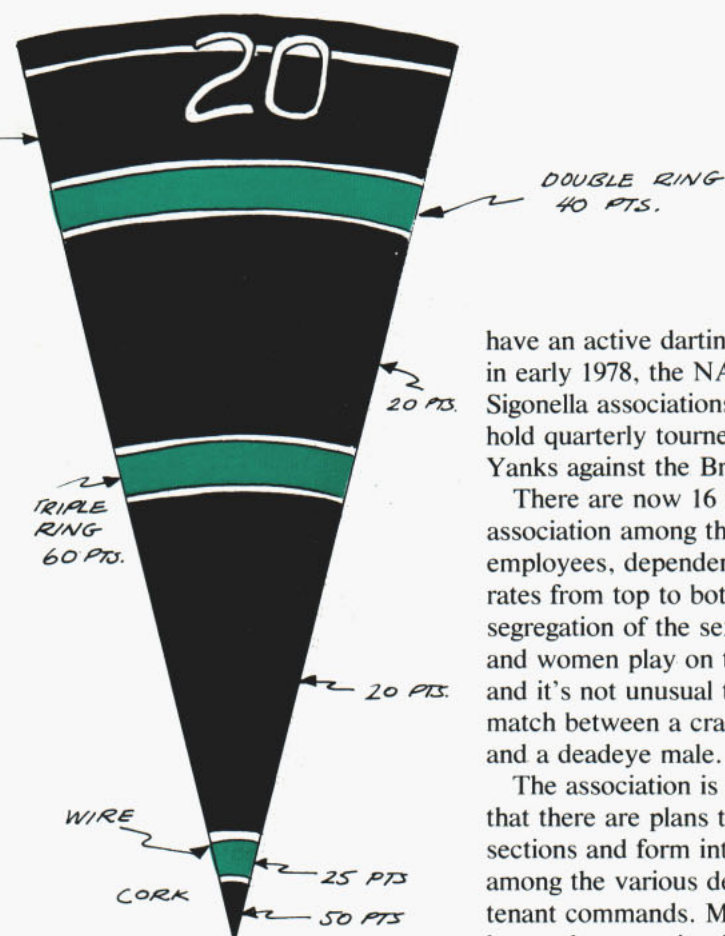 20
DOUBLE RING
40 PTS.
20 PTS.
TRIPLE
RING
60 PTS.
20 PTS.
WIRE
25 PTS
CORK
50 PTS
have an active dartin
in early 1978, the NA
Sigonella associations
hold quarterly tourne
Yanks against the Br
There are now 16
association among th
employees, depender
rates from top to bot
segregation of the se
and women play on t
and it's not unusual t
match between a cra
and a deadeye male.
The association is
that there are plans t
sections and form int
among the various de
tenant commands. M